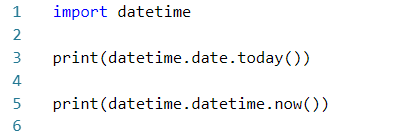 1 import datetime
2
3 print(datetime.date.today())
4
5 print(datetime.datetime.now())
6